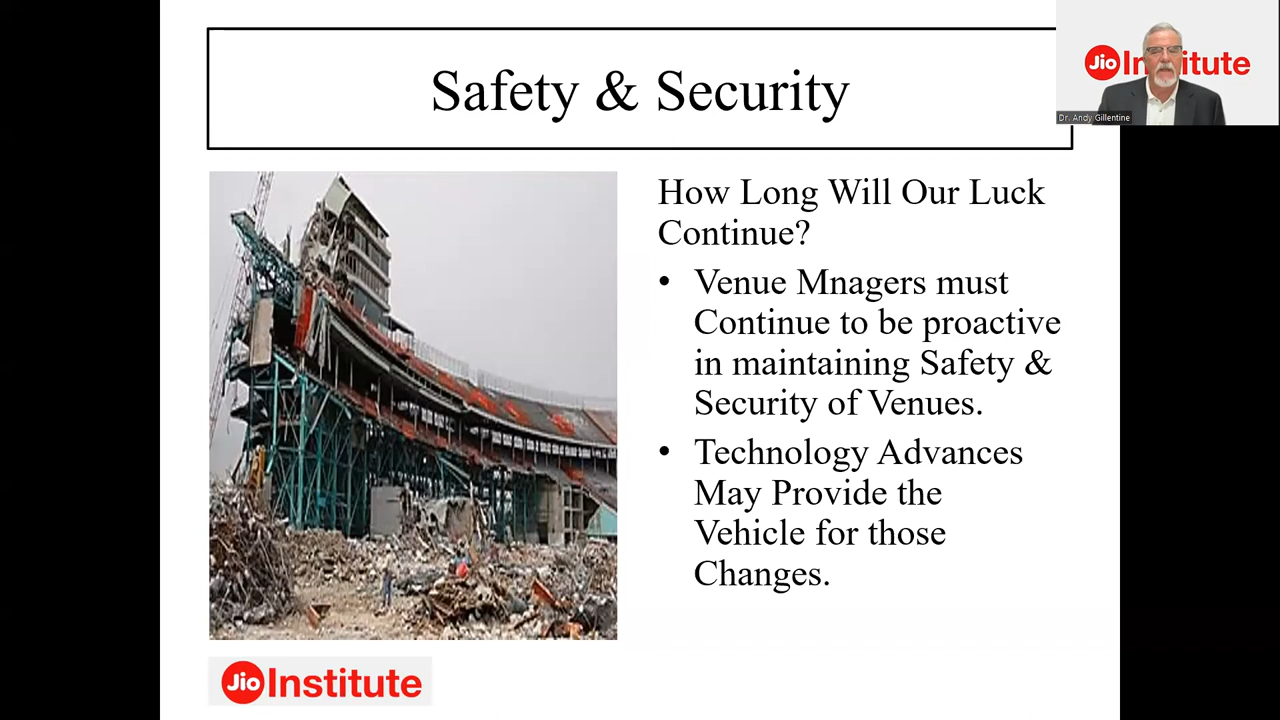 Safety & Security
Jio Institute
Dr. Andy Gillentine
How Long Will Our Luck
Continue?
• Venue Mnagers must
Continue to be proactive
in maintaining Safety &
Security of Venues.
• Technology Advances
May Provide the
Vehicle for those
Changes.
Jio Institute